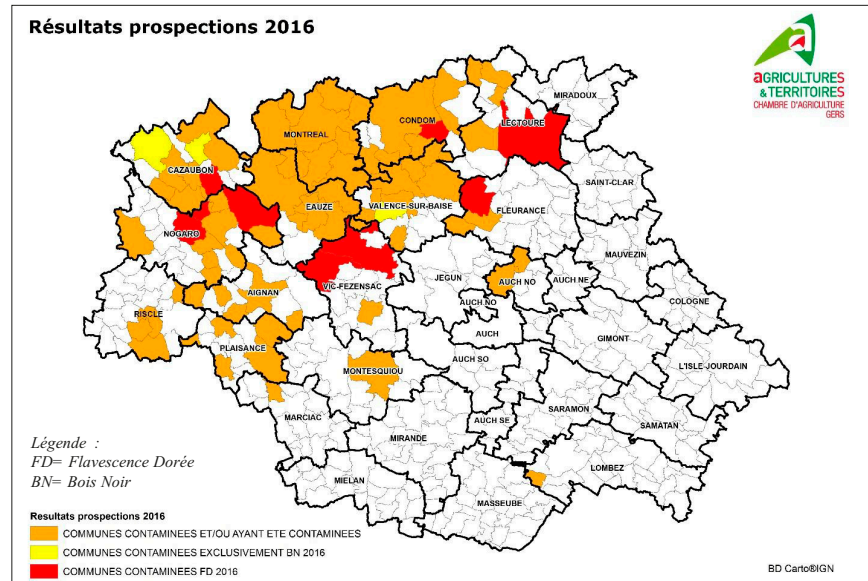 Résultats prospections 2016
aGRICULTURES
& TERRITOIRES
CHAMBRE D'AGRICULTURE
GERS
MIRADOUX
CONDOM
LECTOURE
MONTREAL
CAZAUBON
SAINT-CLAR
EAUZE
VALENCE-SUR-BAISE
FLEURANCE
NOGARO
MAUVEZIN
JEGUN
AUCH NO
AUCH NE
VIC-FEZENSAC
AIGNAN
COLOGNE
AUCH NO
RISCLE
AUCH
GIMONT
PLAISANCE
AUCH SO
L'ISLE-JOURDAIN
MONTESQUIOU
SARAMON
MARCIAC
AUCH SE
SAMATAN
MIRANDE
LOMBEZ
MIELAN
MASSEUBE
Légende :
FD= Flavescence Dorée
BN= Bois Noir
Résultats prospections 2016
COMMUNES CONTAMINEES ET/OU AYANT ETE CONTAMINEES
COMMUNES CONTAMINEES EXCLUSIVEMENT BN 2016
COMMUNES CONTAMINEES FD 2016
BD Carto®IGN